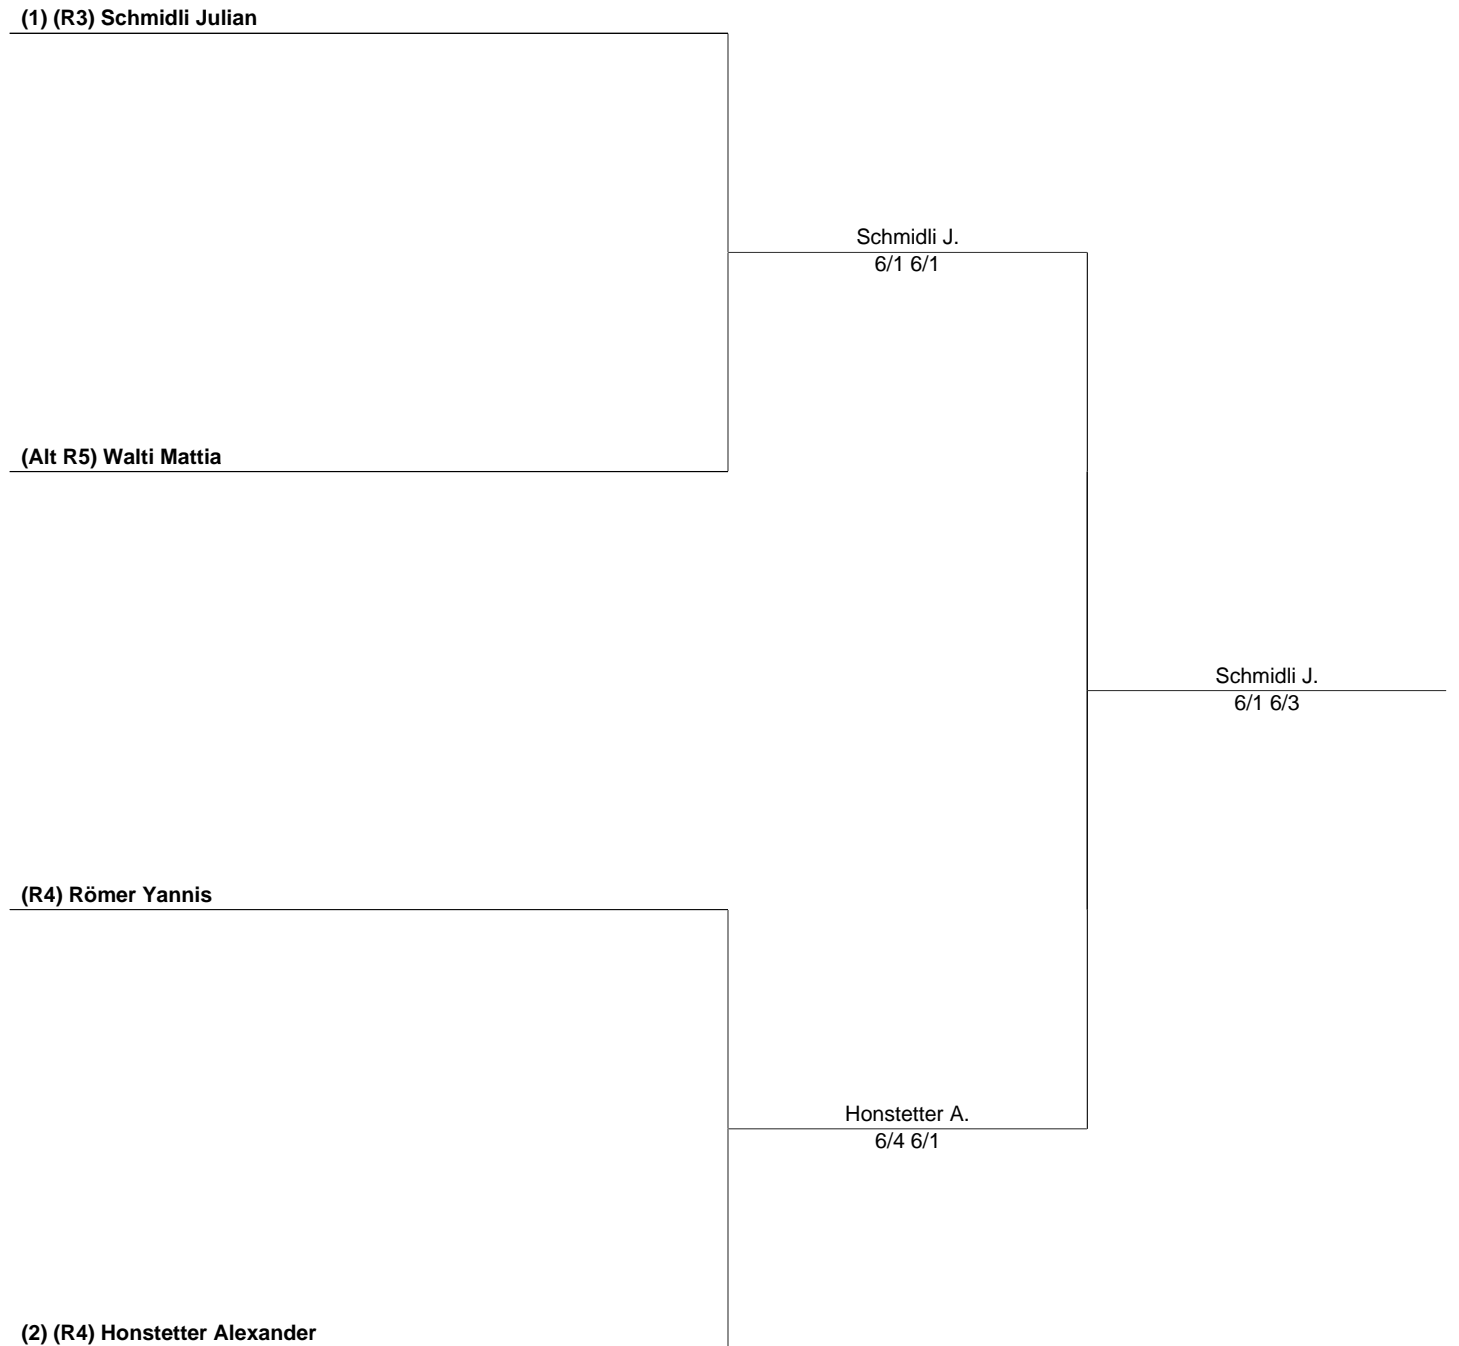 (1) (R3) Schmidli Julian
Schmidli J.
6/1 6/1
(Alt R5) Walti Mattia
Schmidli J.
6/1 6/3
(R4) Römer Yannis
Honstetter A.
6/4 6/1
(2) (R4) Honstetter Alexander